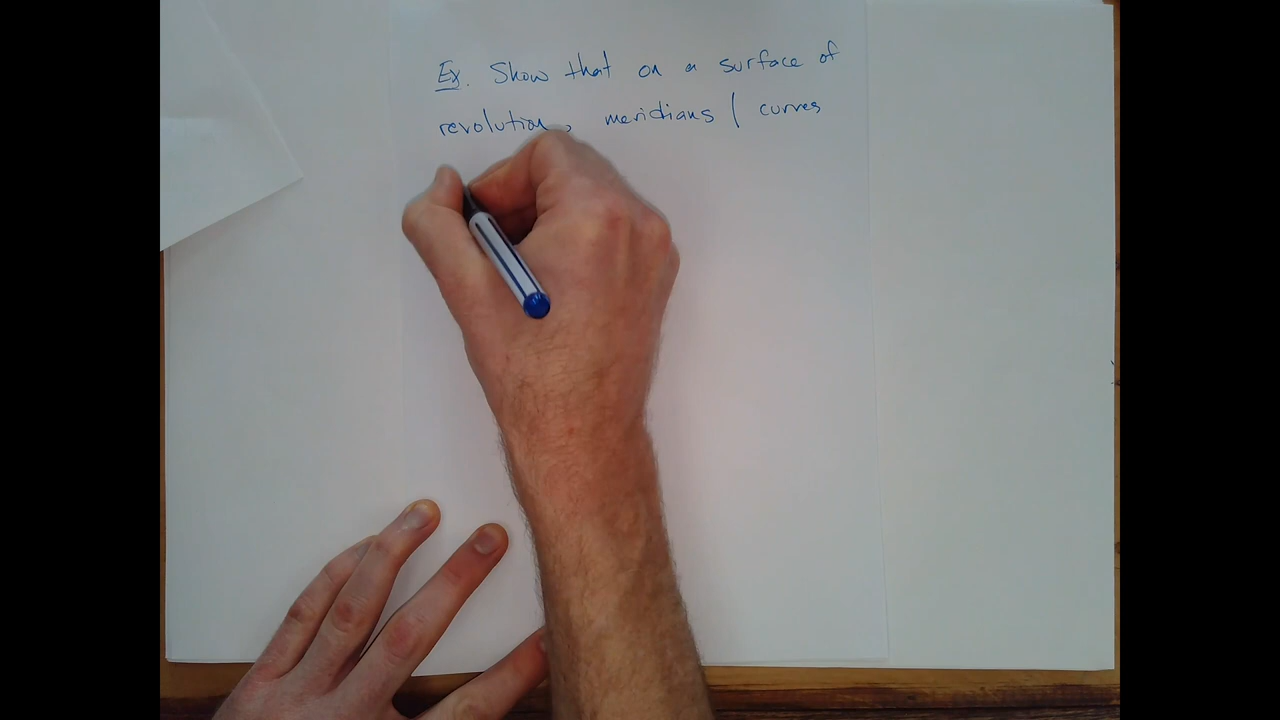 Ex. Show that on a surface of
revolution, meridians ( curves